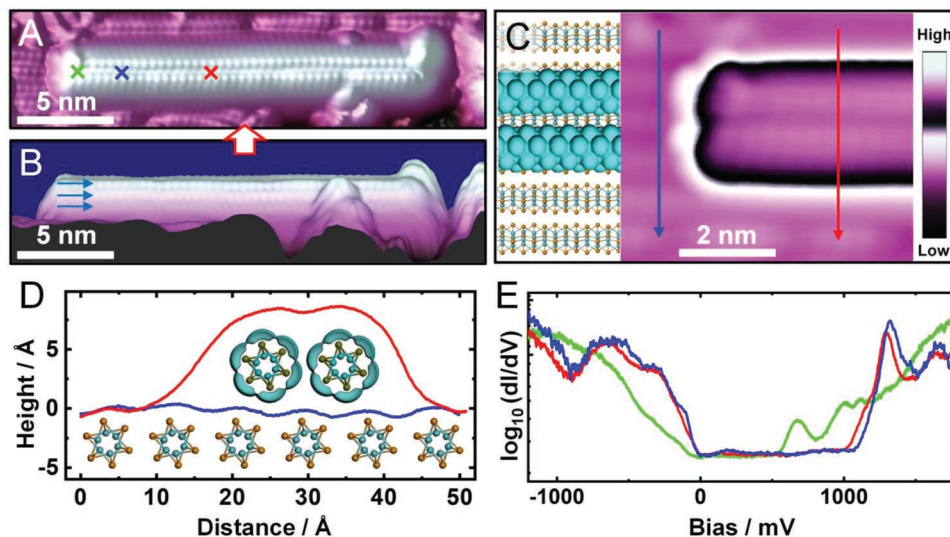 A
5 nm
B
5 nm
C
2 nm
High
Low
D
Height / Å
5
0
-5
0 10 20 30 40 50
Distance / Å
E
log10 (dI/dV)
-1000 0 1000
Bias / mV